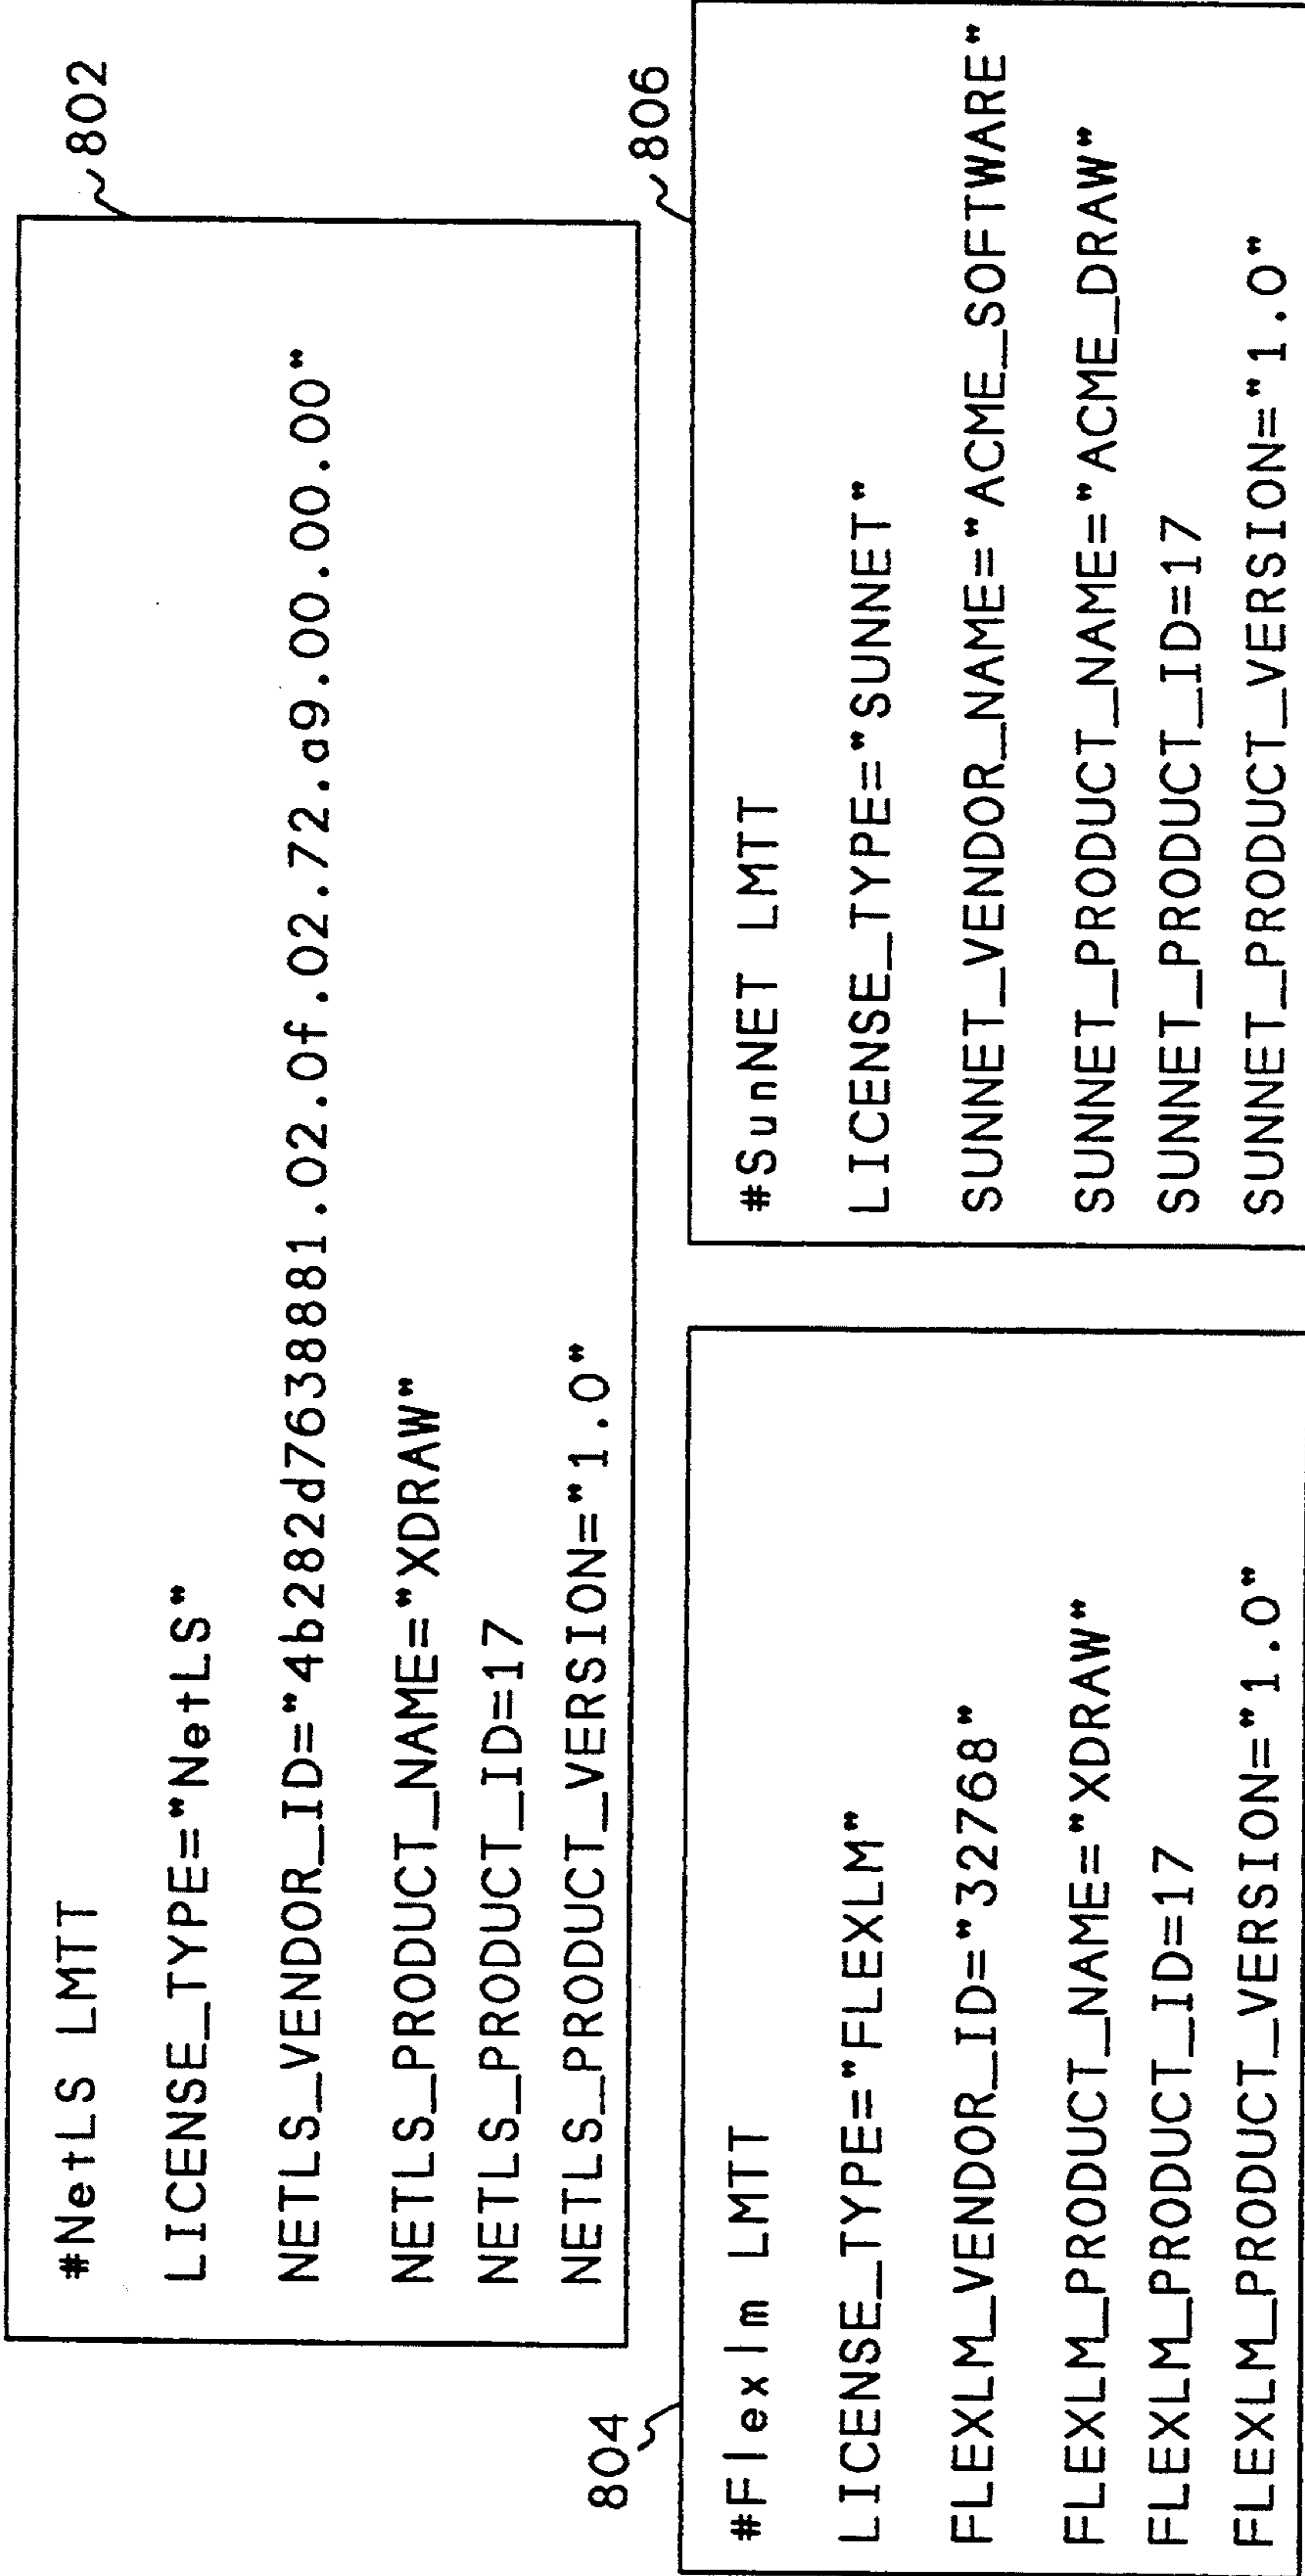 802
#NetLS LMTT
LICENSE_TYPE="NetLS"
NETLS_VENDOR_ID="4b282d763881.02.0f.02.72.a9.00.00.00.00"
NETLS_PRODUCT_NAME="XDRAW"
NETLS_PRODUCT_ID=17
NETLS_PRODUCT_VERSION="1.0"
804
#Flexlm LMTT
LICENSE_TYPE="FLEXLM"
FLEXLM_VENDOR_ID="32768"
FLEXLM_PRODUCT_NAME="XDRAW"
FLEXLM_PRODUCT_ID=17
FLEXLM_PRODUCT_VERSION="1.0"
806
#SunNET LMTT
LICENSE_TYPE="SUNNET"
SUNNET_VENDOR_NAME="ACME_SOFTWARE"
SUNNET_PRODUCT_NAME="ACME_DRAW"
SUNNET_PRODUCT_ID=17
SUNNET_PRODUCT_VERSION="1.0"